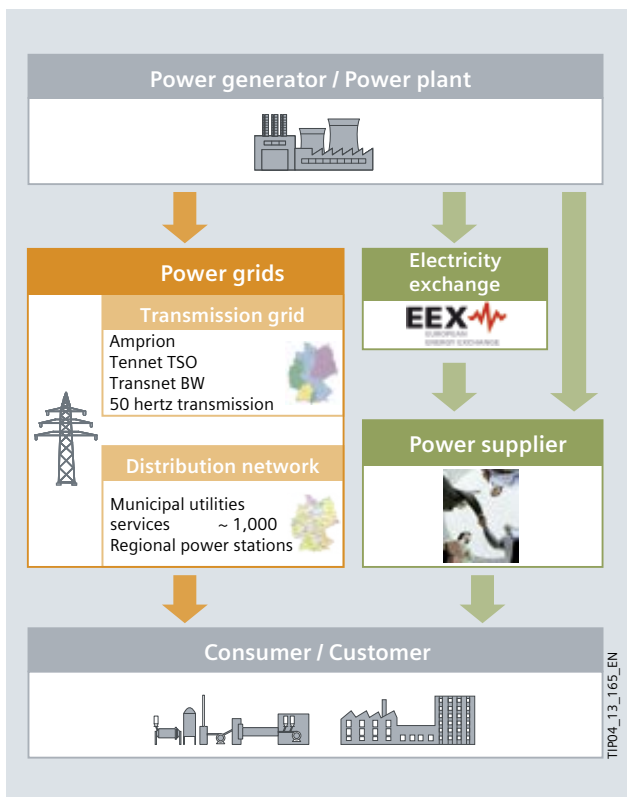 Power generator / Power plant
Power grids
Transmission grid
Amprion
Tennet TSO
Transnet BW
50 hertz transmission
Distribution network
Municipal utilities
services ~ 1,000
Regional power stations
Electricity
exchange
EEX
EUROPEAN
ENERGY EXCHANGE
Power supplier
Consumer / Customer
TIP04_13_165_EN